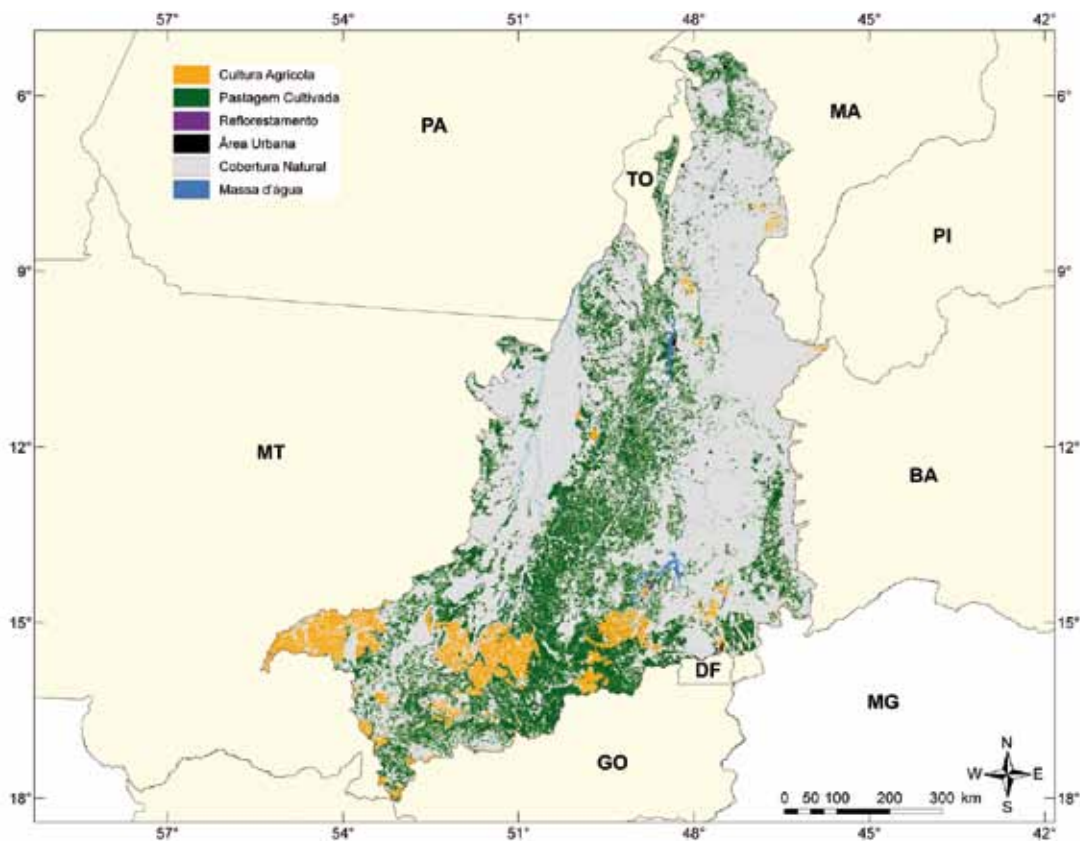 57° 54° 51° 48° 45° 42°
Cultura Agrícola
Pastagem Cultivada
Reflorestamento
Área Urbana
Cobertura Natural
Massa d'água
6° 6°
PA
MA
TO
PI
9° 9°
MT
12° 12°
BA
15° 15°
DF
MG
GO
N
W E
S
18° 18°
0 50 100 200 300 km
57° 54° 51° 48° 45° 42°